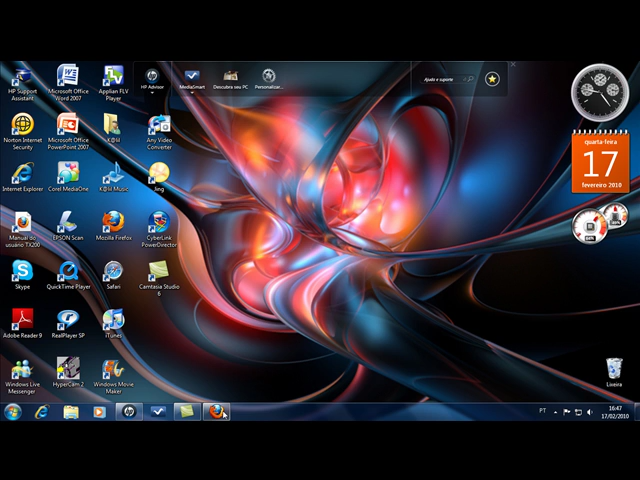 HP Support
Assistant
Microsoft Office
Word 2007
Applian FLV
Player
HP Advisor
MediaSmart
Descubra seu PC
Personalizar...
Ajuda e suporte
Norton Internet
Security
Microsoft Office
PowerPoint 2007
K@lil
Any Video
Converter
quarta-feira
17
fevereiro 2010
Internet Explorer
Corel MediaOne
K@lil Music
Jing
Manual do
usuário TX200
EPSON Scan
Mozilla Firefox
CyberLink
PowerDirector
Skype
QuickTime Player
Safari
Camtasia Studio
6
Adobe Reader 9
RealPlayer SP
iTunes
Windows Live
Messenger
HyperCam 2
Windows Movie
Maker
Lixeira
PT
16:47
17/02/2010